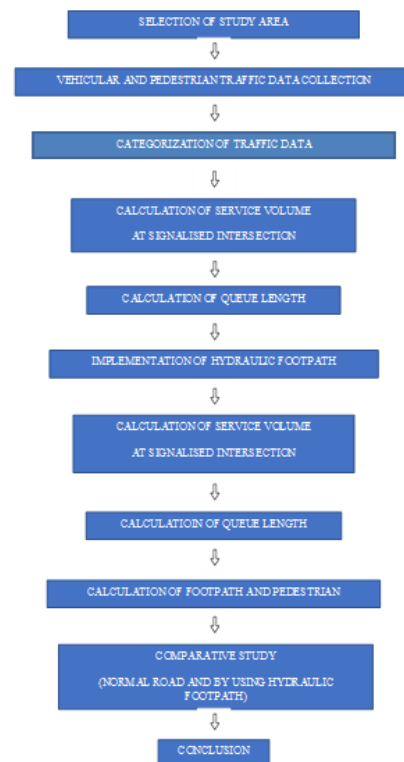 SELECTION OF STUDY AREA
VEHICULAR AND PEDESTRIAN TRAFFIC DATA COLLECTION
CATEGORIZATION OF TRAFFIC DATA
CALCULATION OF SERVICE VOLUME
AT SIGNALISED INTERSECTION
CALCULATION OF QUEUE LENGTH
IMPLEMENTATION OF HYDRAULIC FOOTPATH
CALCULATION OF SERVICE VOLUME
AT SIGNALISED INTERSECTION
CALCULATIOIN OF QUEUE LENGTH
CALCULATION OF FOOTPATH AND PEDESTRIAN
COMPARATIVE STUDY
(NORMAL ROAD AND BY USING HYDRAULIC
FOOTPATH)
CONCLUSION